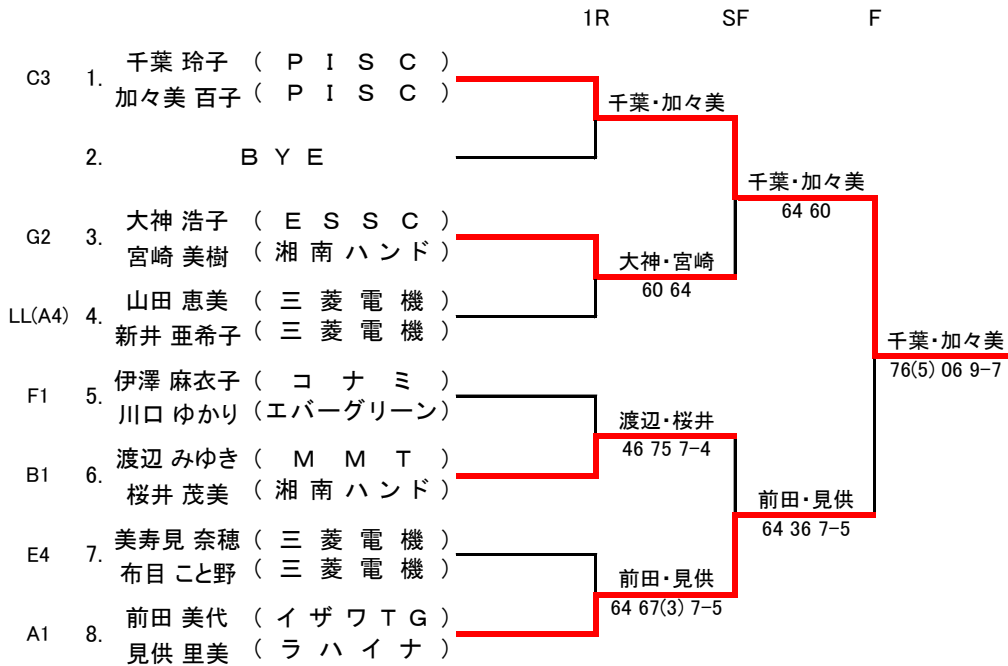 1R SF F
C3 1. 千葉 玲子 ( P I S C )
加々美 百子 ( P I S C )
千葉・加々美
2. B Y E
千葉・加々美
64 60
G2 3. 大神 浩子 ( E S S C )
宮崎 美樹 ( 湘 南 ハ ン ド )
大神・宮崎
60 64
LL(A4) 4. 山田 恵美 ( 三 菱 電 機 )
新井 亜希子 ( 三 菱 電 機 )
千葉・加々美
76(5) 06 9-7
F1 5. 伊澤 麻衣子 ( コ ナ ミ )
川口 ゆかり (エバーグリーン)
渡辺・桜井
46 75 7-4
B1 6. 渡辺 みゆき ( M M T )
桜井 茂美 ( 湘 南 ハ ン ド )
前田・見供
64 36 7-5
E4 7. 美寿見 奈穂 ( 三 菱 電 機 )
布目 こと野 ( 三 菱 電 機 )
前田・見供
64 67(3) 7-5
A1 8. 前田 美代 ( イ ザ ワ T G )
見供 里美 ( ラ ハ イ ナ )